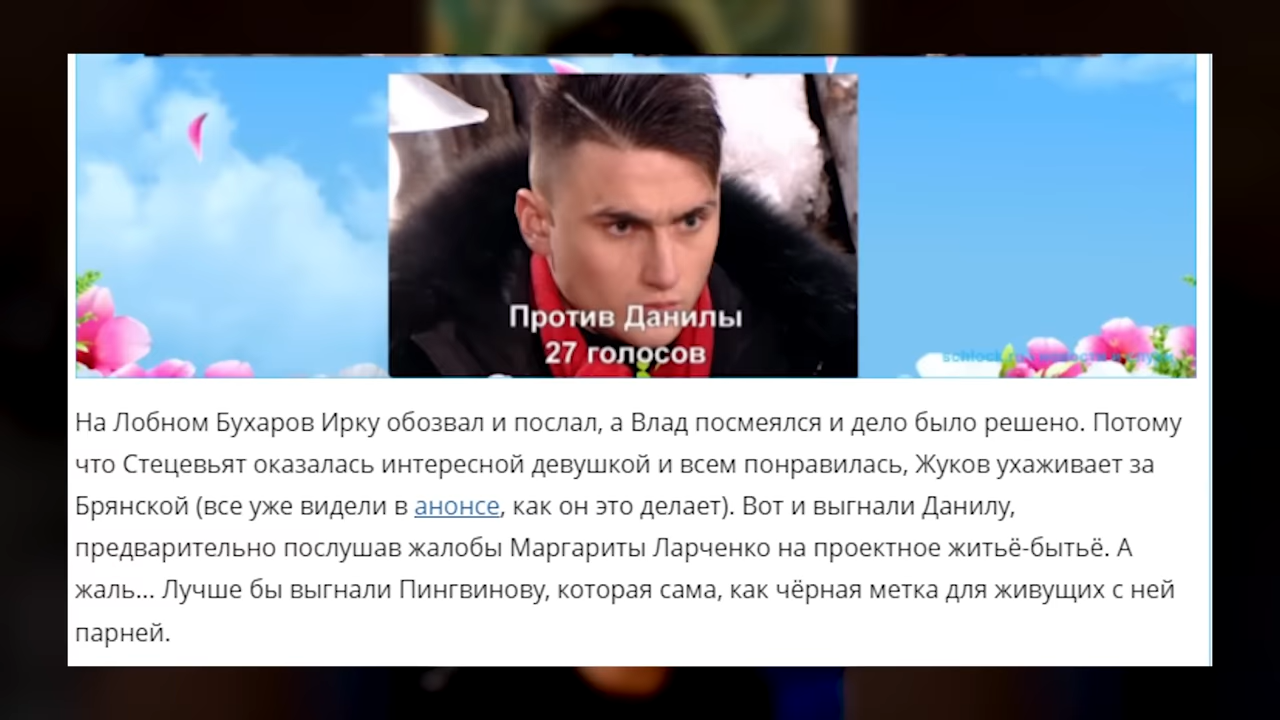 Против Данилы
27 голосов
На Лобном Бухаров Ирку обозвал и послал, а Влад посмеялся и дело было решено. Потому
что Стецевьят оказалась интересной девушкой и всем понравилась, Жуков ухаживает за
Брянской (все уже видели в анонсе, как он это делает). Вот и выгнали Данилу,
предварительно послушав жалобы Маргариты Ларченко на проектное житьё-бытьё. А
жаль... Лучше бы выгнали Пингвинову, которая сама, как чёрная метка для живущих с ней
парней.